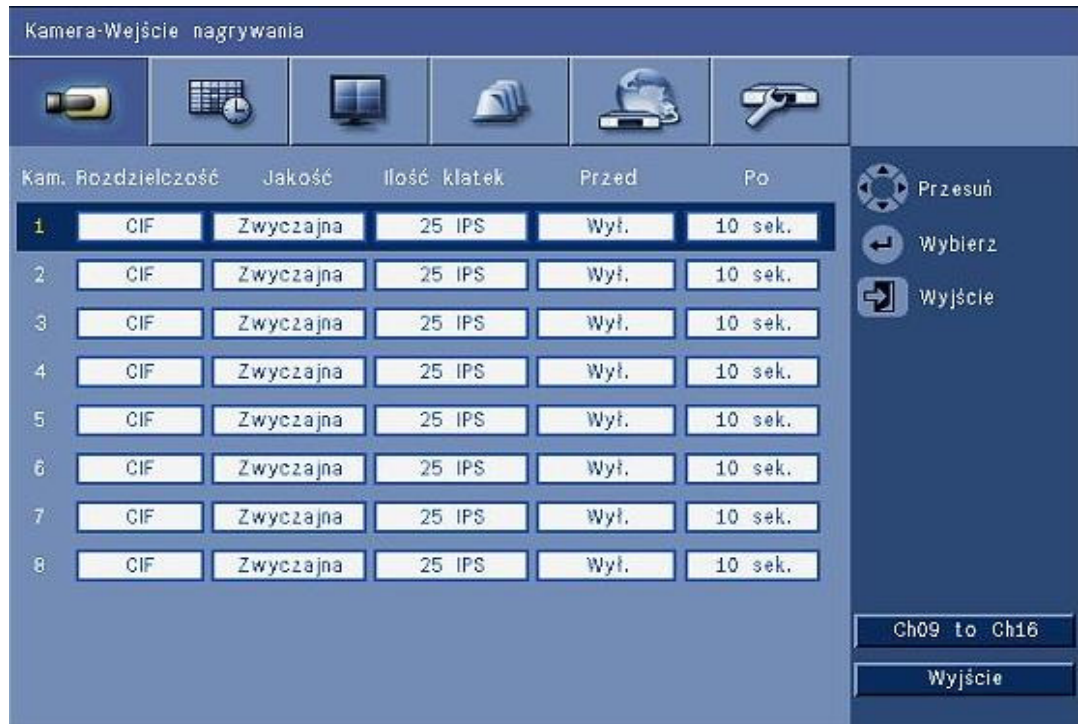 Kamera-Wejście nagrywania
Kam. Rozdzielczość Jakość Ilość klatek Przed Po
1 CIF Zwyczajna 25 IPS Wył. 10 sek.
2 CIF Zwyczajna 25 IPS Wył. 10 sek.
3 CIF Zwyczajna 25 IPS Wył. 10 sek.
4 CIF Zwyczajna 25 IPS Wył. 10 sek.
5 CIF Zwyczajna 25 IPS Wył. 10 sek.
6 CIF Zwyczajna 25 IPS Wył. 10 sek.
7 CIF Zwyczajna 25 IPS Wył. 10 sek.
8 CIF Zwyczajna 25 IPS Wył. 10 sek.
Przesuń
Wybierz
Wyjście
Ch09 to Ch16
Wyjście